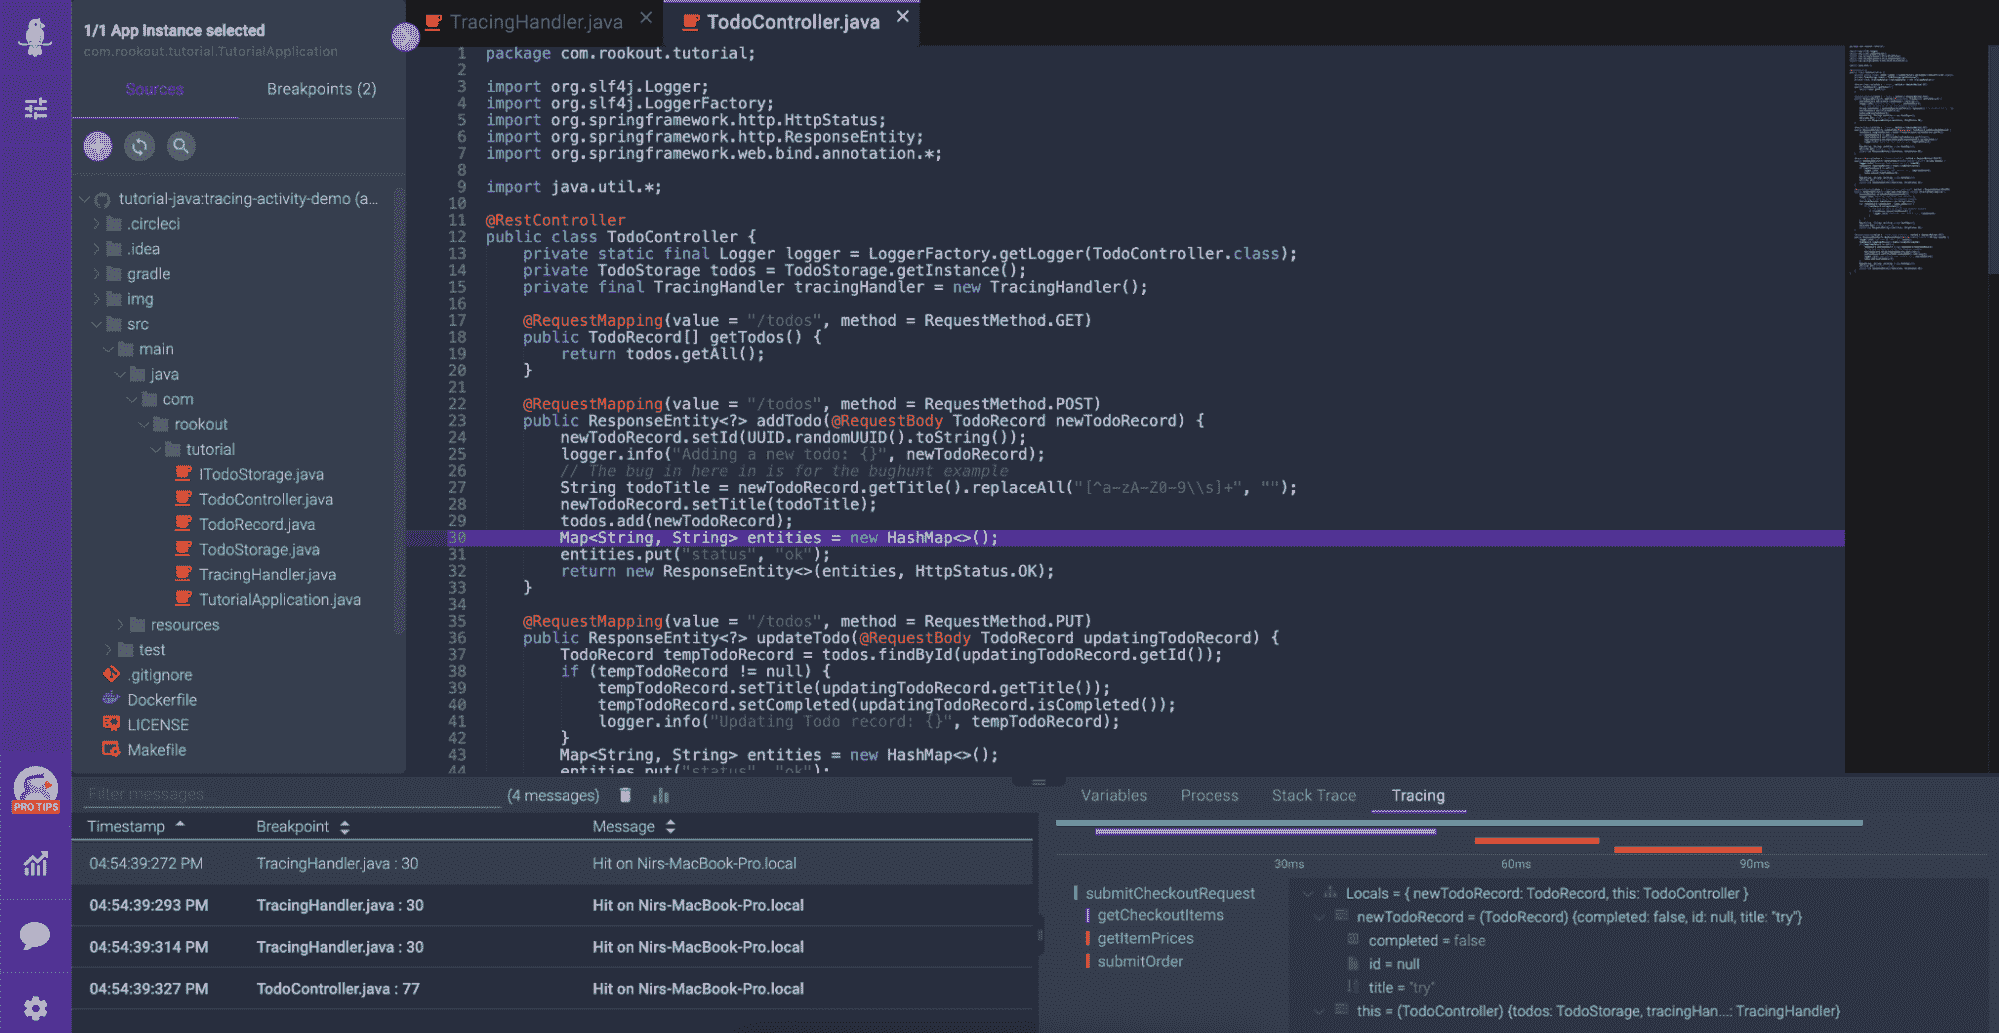 1/1 App Instance selected
com.rookout.tutorial.TutorialApplication
Sources
Breakpoints (2)
tutorial-java:tracing-activity-demo (a...
.circleci
.idea
gradle
img
src
main
java
com
rookout
tutorial
ITodoStorage.java
TodoController.java
TodoRecord.java
TodoStorage.java
TracingHandler.java
TutorialApplication.java
resources
test
.gitignore
Dockerfile
LICENSE
Makefile
PRO TIPS
TracingHandler.java
TodoController.java
1 package com.rookout.tutorial;
2
3 import org.slf4j.Logger;
4 import org.slf4j.LoggerFactory;
5 import org.springframework.http.HttpStatus;
6 import org.springframework.http.ResponseEntity;
7 import org.springframework.web.bind.annotation.*;
8
9 import java.util.*;
10
11 @RestController
12 public class TodoController {
13 private static final Logger logger = LoggerFactory.getLogger(TodoController.class);
14 private TodoStorage todos = TodoStorage.getInstance();
15 private final TracingHandler tracingHandler = new TracingHandler();
16
17 @RequestMapping(value = "/todos", method = RequestMethod.GET)
18 public TodoRecord[] getTodos() {
19 return todos.getAll();
20 }
21
22 @RequestMapping(value = "/todos", method = RequestMethod.POST)
23 public ResponseEntity<?> addTodo(@RequestBody TodoRecord newTodoRecord) {
24 newTodoRecord.setId(UUID.randomUUID().toString());
25 logger.info("Adding a new todo: {}", newTodoRecord);
26 // The bug in here in is for the bughunt example
27 String todoTitle = newTodoRecord.getTitle().replaceAll("[^a-zA-Z0-9\\s]+", "");
28 newTodoRecord.setTitle(todoTitle);
29 todos.add(newTodoRecord);
30 Map<String, String> entities = new HashMap<>();
31 entities.put("status", "ok");
32 return new ResponseEntity<>(entities, HttpStatus.OK);
33 }
34
35 @RequestMapping(value = "/todos", method = RequestMethod.PUT)
36 public ResponseEntity<?> updateTodo(@RequestBody TodoRecord updatingTodoRecord) {
37 TodoRecord tempTodoRecord = todos.findById(updatingTodoRecord.getId());
38 if (tempTodoRecord != null) {
39 tempTodoRecord.setTitle(updatingTodoRecord.getTitle());
40 tempTodoRecord.setCompleted(updatingTodoRecord.isCompleted());
41 logger.info("Updating Todo record: {}", tempTodoRecord);
42 }
43 Map<String, String> entities = new HashMap<>();
44 entities.put("status", "ok");
Filter messages
(4 messages)
Timestamp Breakpoint Message
04:54:39:272 PM TracingHandler.java : 30 Hit on Nirs-MacBook-Pro.local
04:54:39:293 PM TracingHandler.java : 30 Hit on Nirs-MacBook-Pro.local
04:54:39:314 PM TracingHandler.java : 30 Hit on Nirs-MacBook-Pro.local
04:54:39:327 PM TodoController.java : 77 Hit on Nirs-MacBook-Pro.local
Variables Process Stack Trace Tracing
30ms 60ms 90ms
submitCheckoutRequest
getCheckoutItems
getItemPrices
submitOrder
Locals = { newTodoRecord: TodoRecord, this: TodoController }
newTodoRecord = (TodoRecord) {completed: false, id: null, title: "try"}
completed = false
id = null
title = "try"
this = (TodoController) {todos: TodoStorage, tracingHan...: TracingHandler}